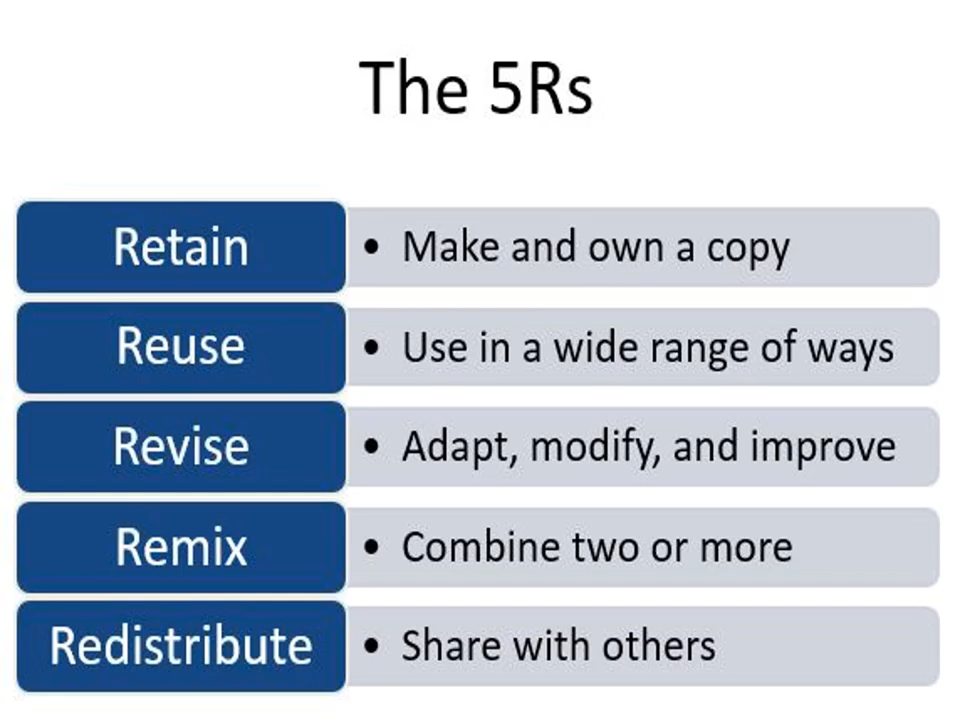 The 5Rs
Retain
• Make and own a copy
Reuse
• Use in a wide range of ways
Revise
• Adapt, modify, and improve
Remix
• Combine two or more
Redistribute
• Share with others